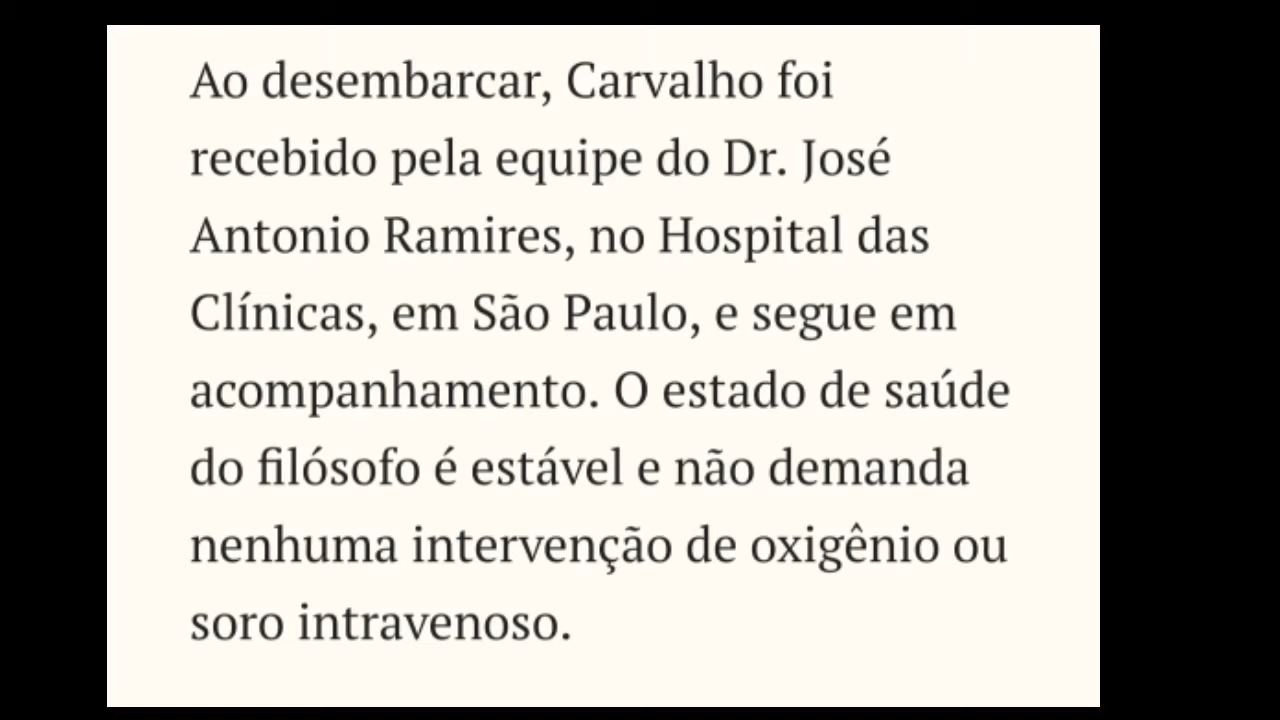 Ao desembarcar, Carvalho foi
recebido pela equipe do Dr. José
Antonio Ramires, no Hospital das
Clínicas, em São Paulo, e segue em
acompanhamento. O estado de saúde
do filósofo é estável e não demanda
nenhuma intervenção de oxigênio ou
soro intravenoso.